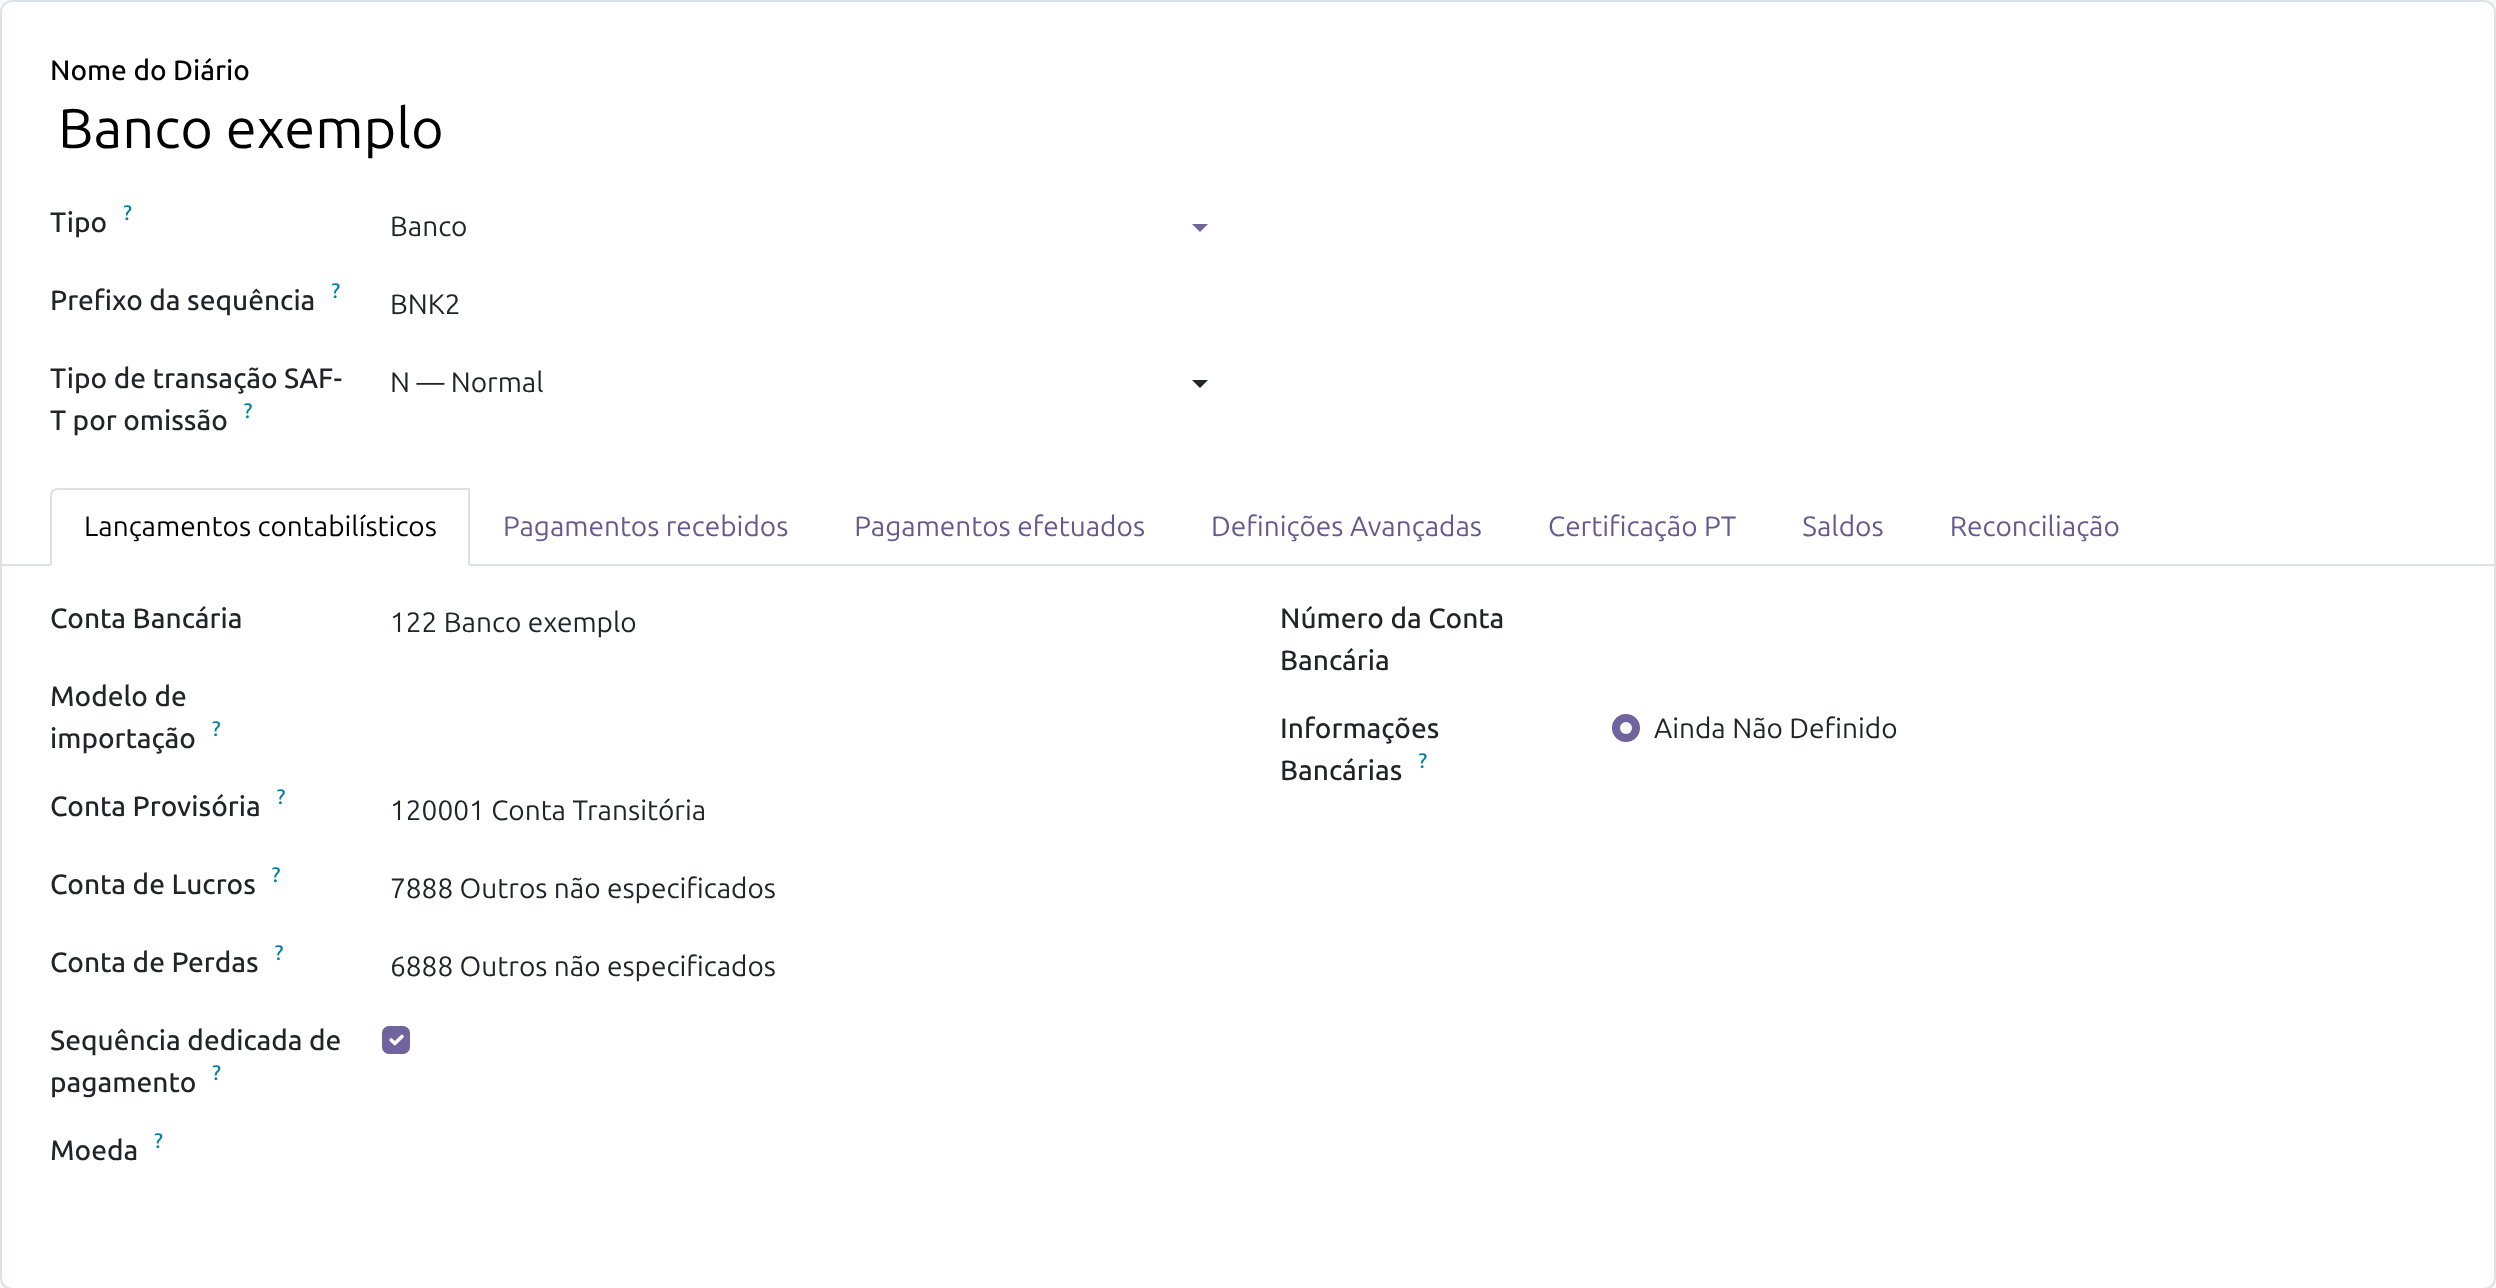 Nome do Diário
Banco exemplo
Tipo ?
Banco
Prefixo da sequência ?
BNK2
Tipo de transação SAF-
T por omissão ?
N — Normal
Lançamentos contabilísticos
Pagamentos recebidos
Pagamentos efetuados
Definições Avançadas
Certificação PT
Saldos
Reconciliação
Conta Bancária
122 Banco exemplo
Modelo de
importação ?
Conta Provisória ?
120001 Conta Transitória
Conta de Lucros ?
7888 Outros não especificados
Conta de Perdas ?
6888 Outros não especificados
Sequência dedicada de
pagamento ?
Moeda ?
Número da Conta
Bancária
Informações
Bancárias ?
Ainda Não Definido